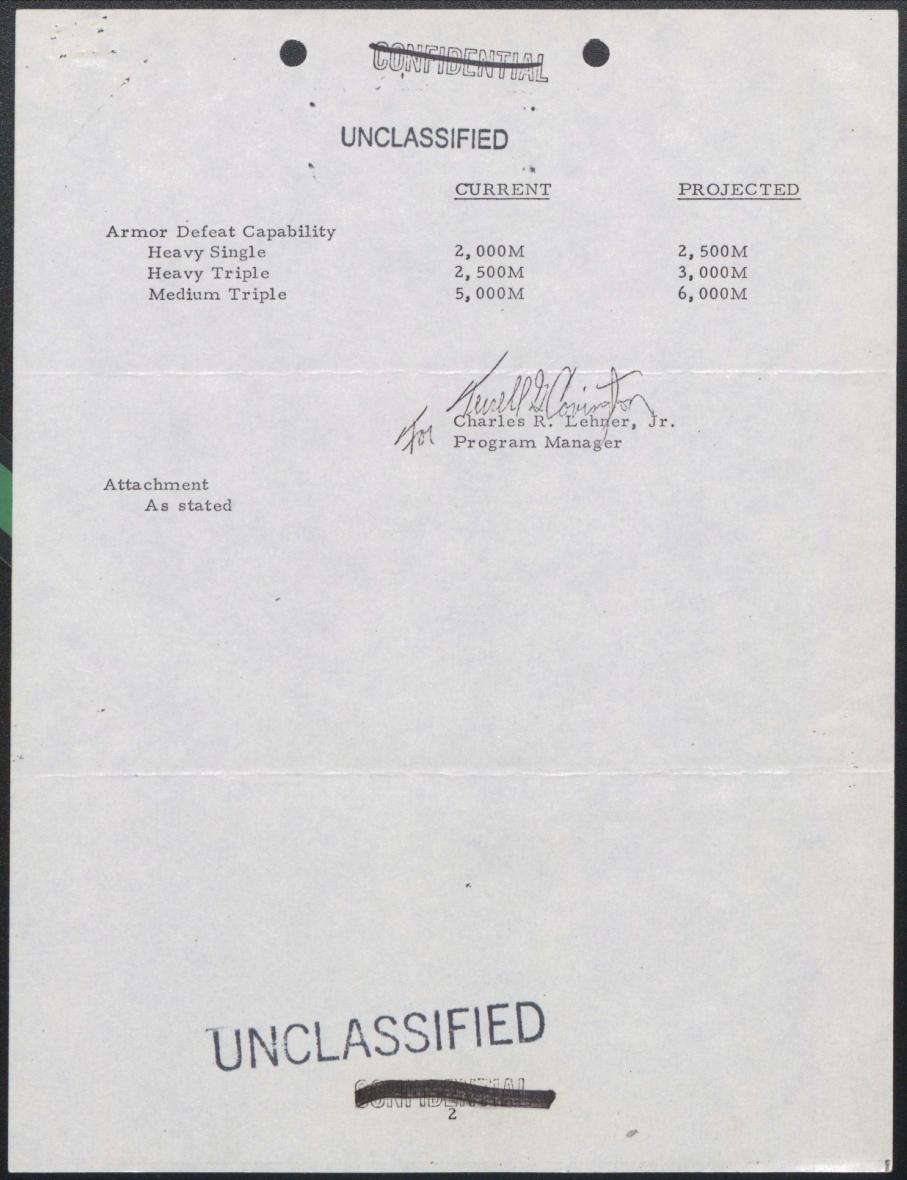 CONFIDENTIAL
UNCLASSIFIED
CURRENT PROJECTED
Armor Defeat Capability
Heavy Single 2,000M 2,500M
Heavy Triple 2,500M 3,000M
Medium Triple 5,000M 6,000M
Covington
for Charles R. Lehner, Jr.
Program Manager
Attachment
As stated
UNCLASSIFIED
CONFIDENTIAL
2